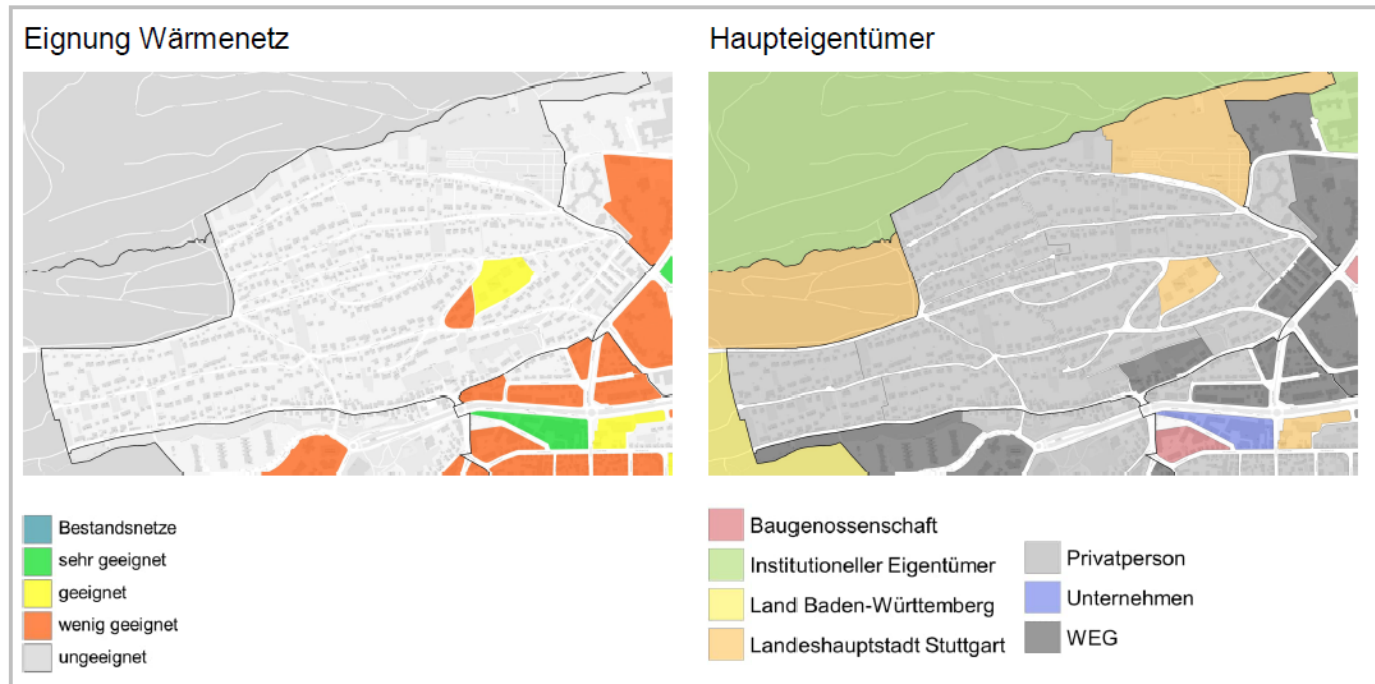 Eignung Wärmenetz
Haupteigentümer
Bestandsnetze
sehr geeignet
geeignet
wenig geeignet
ungeeignet
Baugenossenschaft
Institutioneller Eigentümer
Land Baden-Württemberg
Landeshauptstadt Stuttgart
Privatperson
Unternehmen
WEG